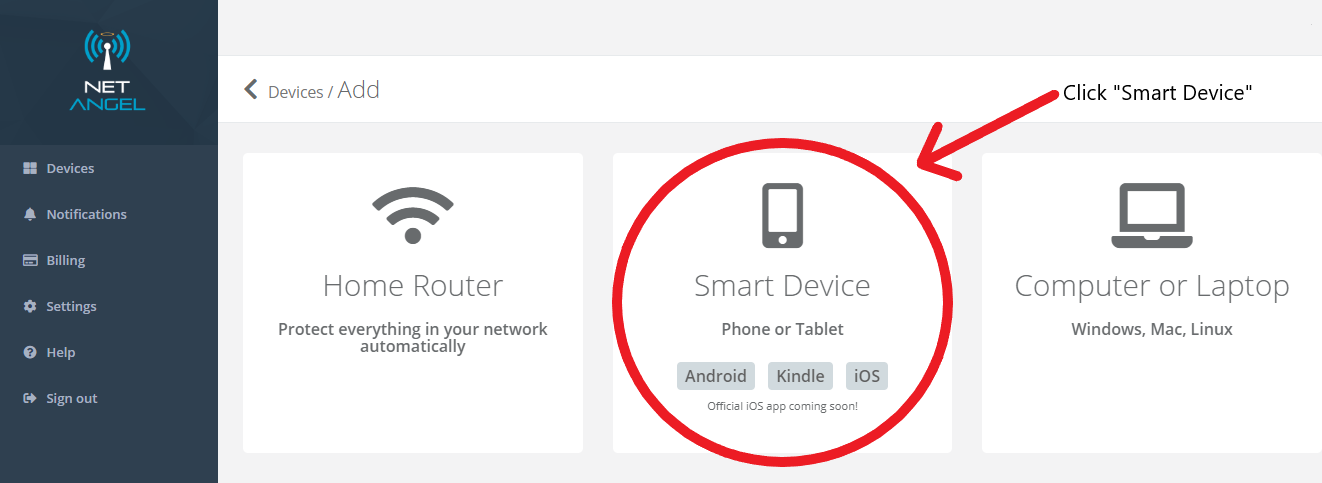 NET
ANGEL
Devices
Notifications
Billing
Settings
Help
Sign out
Devices / Add
Click "Smart Device"
Home Router
Protect everything in your network
automatically
Smart Device
Phone or Tablet
Android Kindle iOS
Official iOS app coming soon!
Computer or Laptop
Windows, Mac, Linux